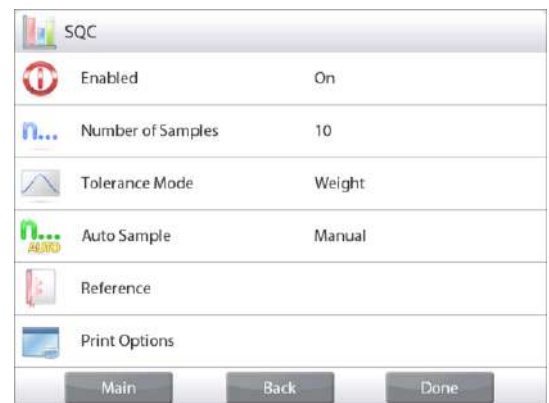 SQC
Enabled On
n... Number of Samples 10
Tolerance Mode Weight
n... AUTO Auto Sample Manual
Reference
Print Options
Main Back Done